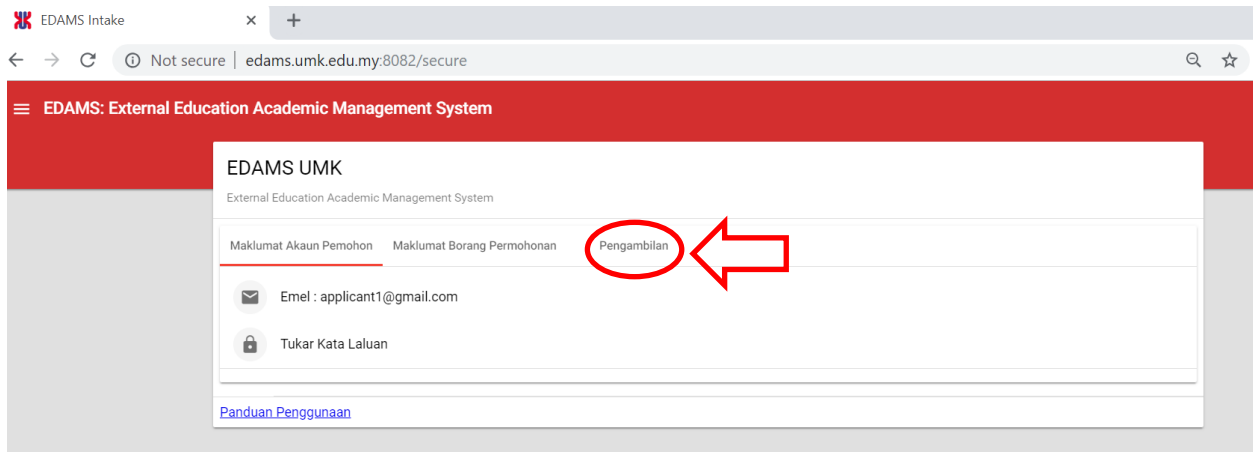 EDAMS Intake
Not secure | edams.umk.edu.my:8082/secure
EDAMS: External Education Academic Management System
EDAMS UMK
External Education Academic Management System
Maklumat Akaun Pemohon Maklumat Borang Permohonan Pengambilan
Emel : applicant1@gmail.com
Tukar Kata Laluan
Panduan Penggunaan